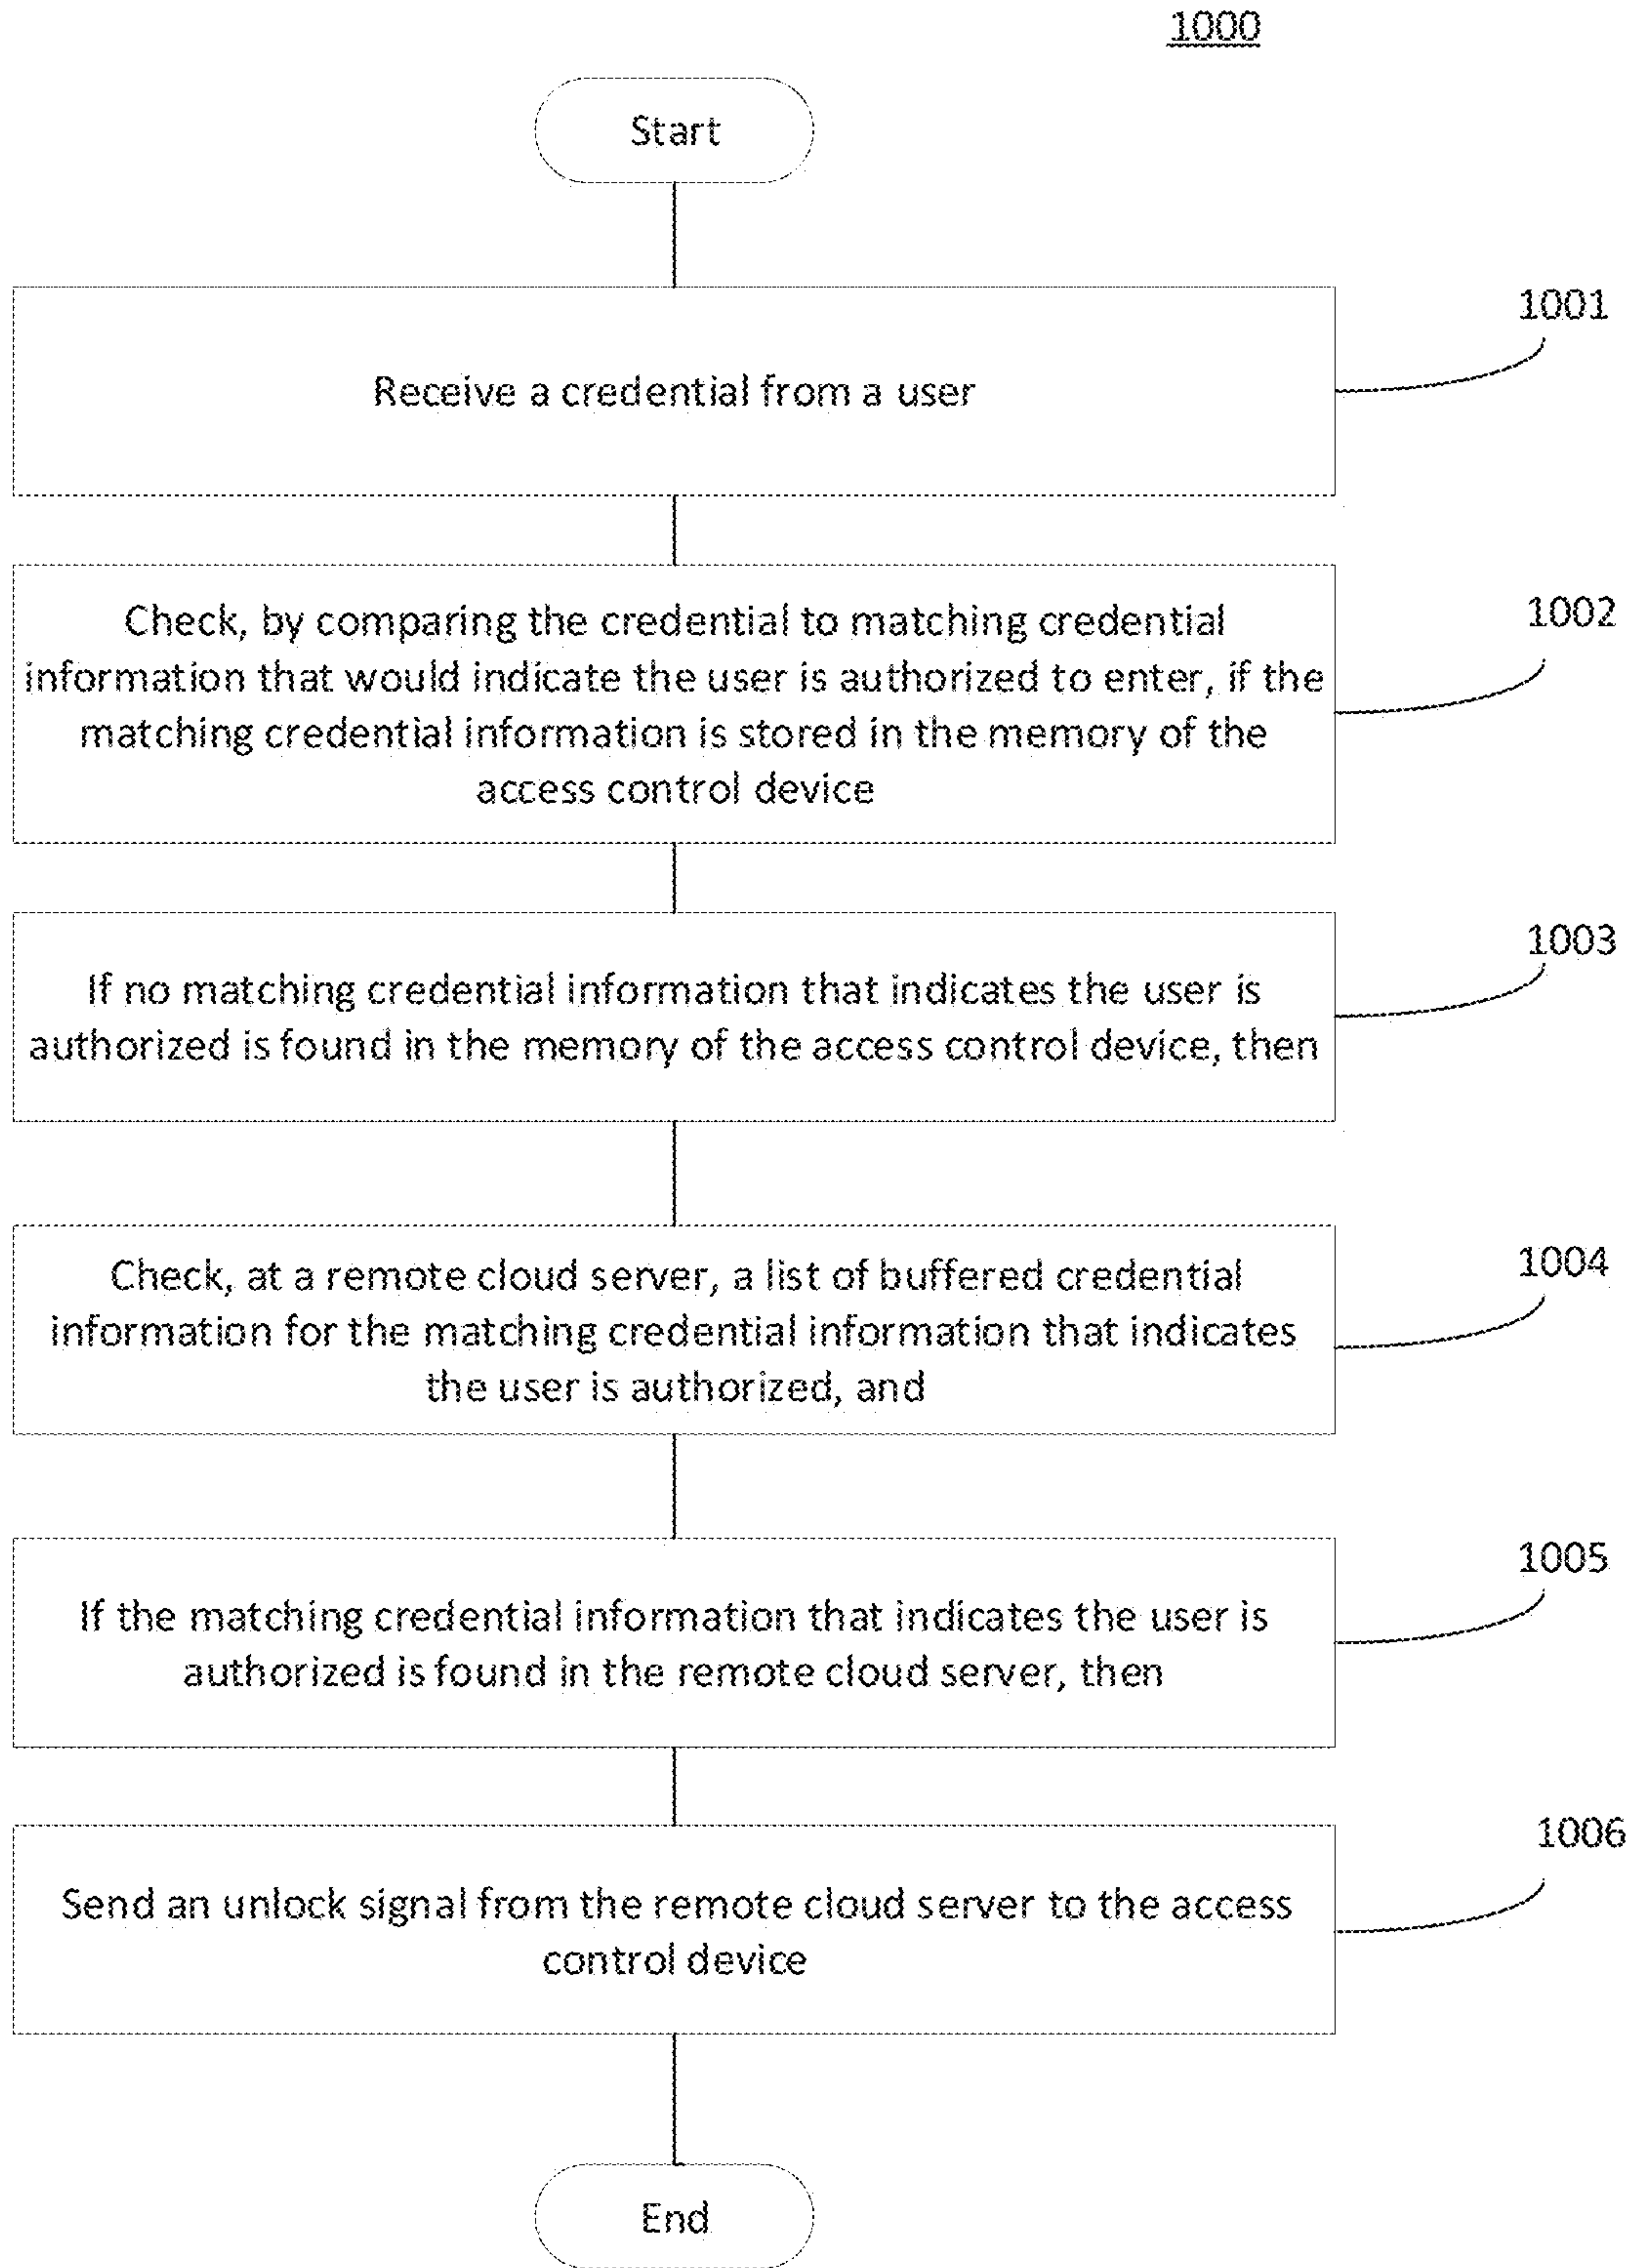 1000
Start
1001
Receive a credential from a user
1002
Check, by comparing the credential to matching credential
information that would indicate the user is authorized to enter, if the
matching credential information is stored in the memory of the
access control device
1003
If no matching credential information that indicates the user is
authorized is found in the memory of the access control device, then
1004
Check, at a remote cloud server, a list of buffered credential
information for the matching credential information that indicates
the user is authorized, and
1005
If the matching credential information that indicates the user is
authorized is found in the remote cloud server, then
1006
Send an unlock signal from the remote cloud server to the access
control device
End